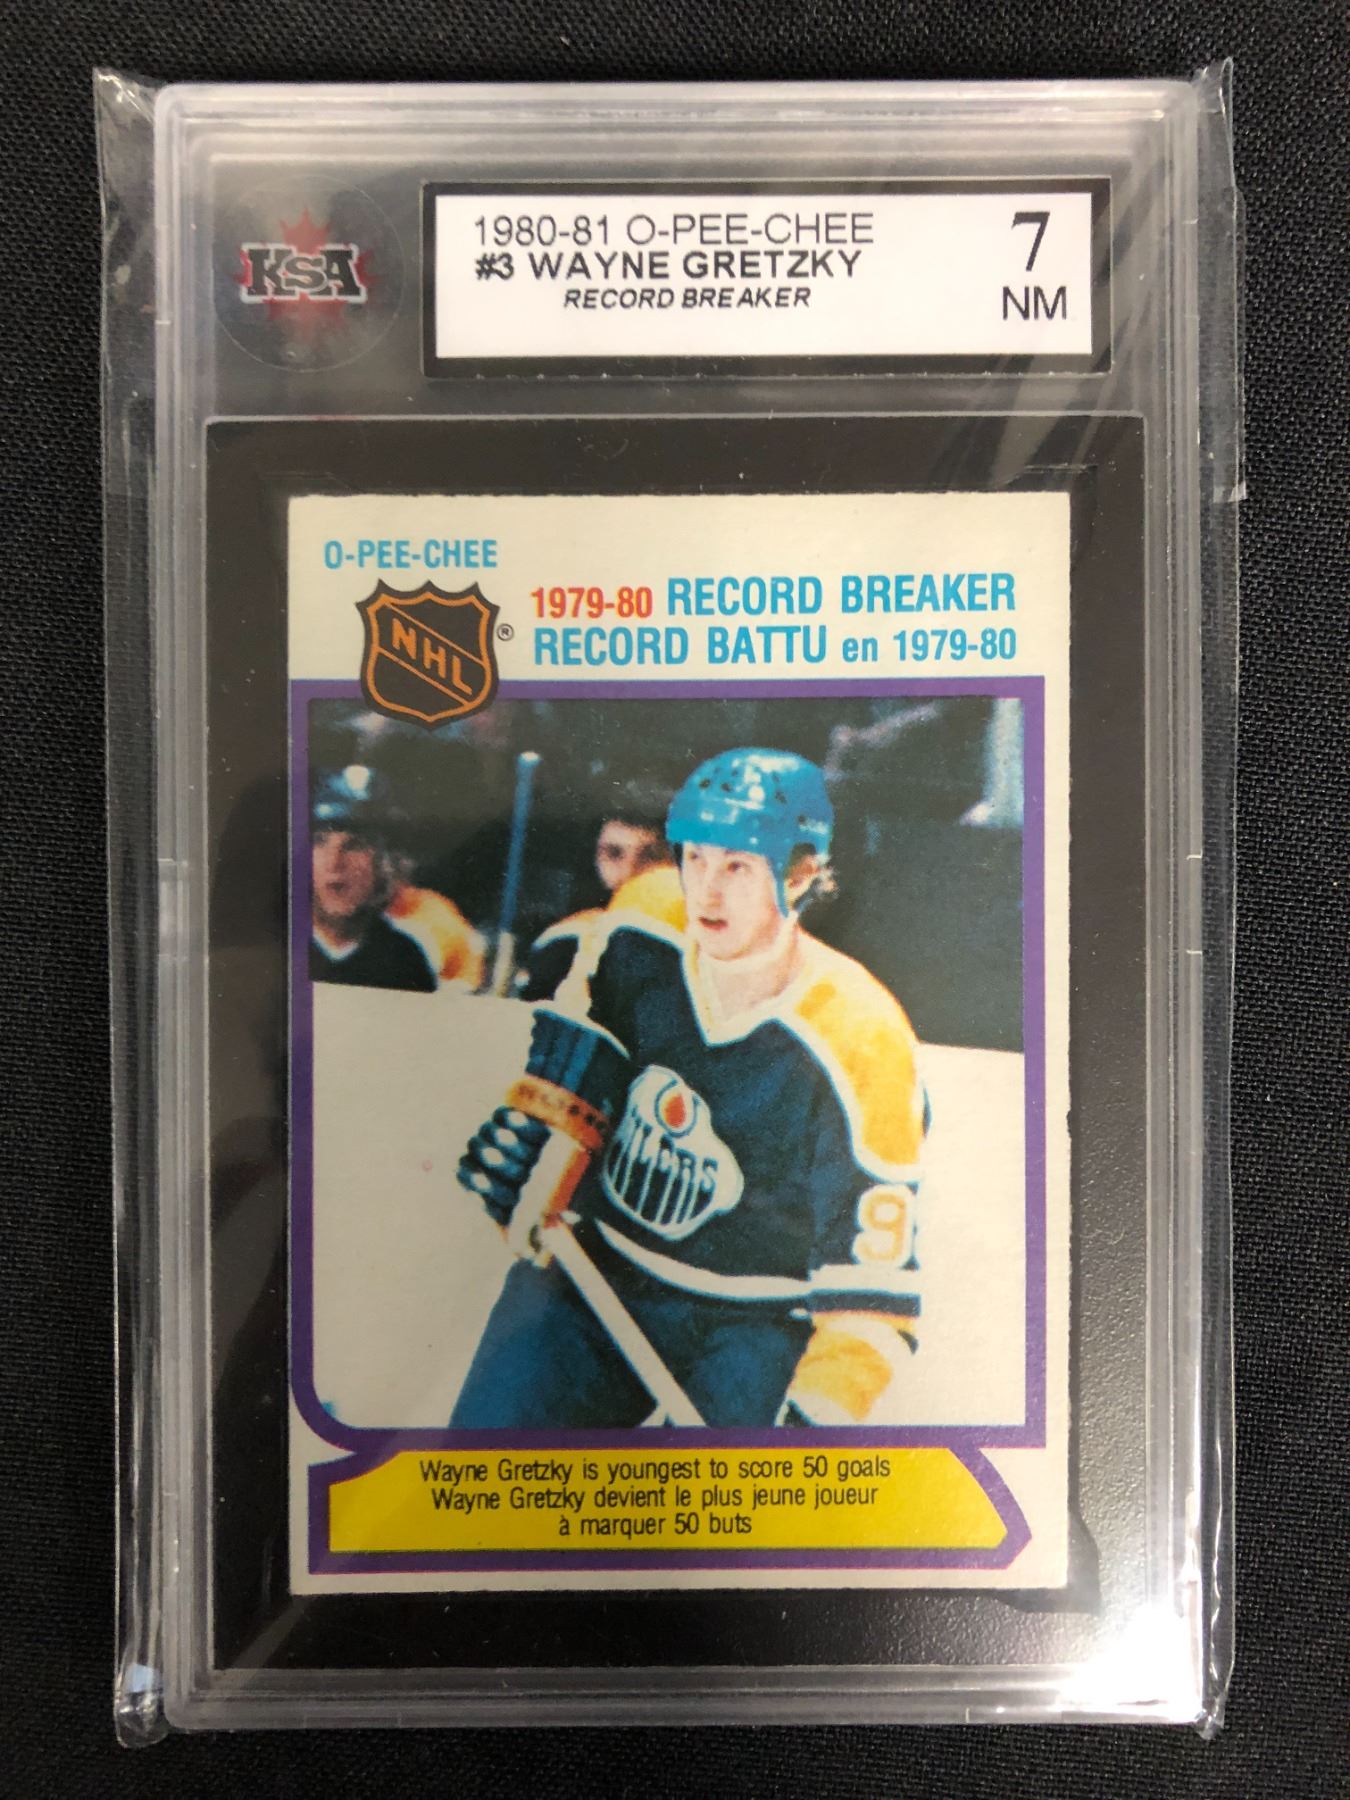 KSA
1980-81 O-PEE-CHEE
#3 WAYNE GRETZKY
RECORD BREAKER
7
NM
O-PEE-CHEE
NHL ®
1979-80 RECORD BREAKER
RECORD BATTU en 1979-80
OILERS
9
Wayne Gretzky is youngest to score 50 goals
Wayne Gretzky devient le plus jeune joueur
à marquer 50 buts